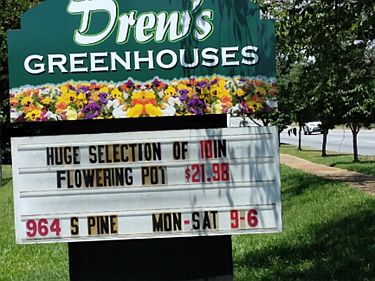 Drew's
GREENHOUSES
HUGE SELECTION OF 10IN
FLOWERING POT $21.98
964 S PINE MON-SAT 9-6